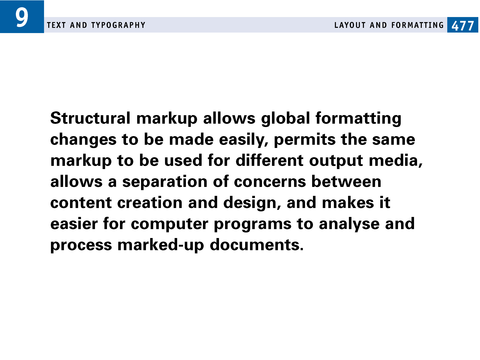 9
TEXT AND TYPOGRAPHY
LAYOUT AND FORMATTING 477
Structural markup allows global formatting
changes to be made easily, permits the same
markup to be used for different output media,
allows a separation of concerns between
content creation and design, and makes it
easier for computer programs to analyse and
process marked-up documents.